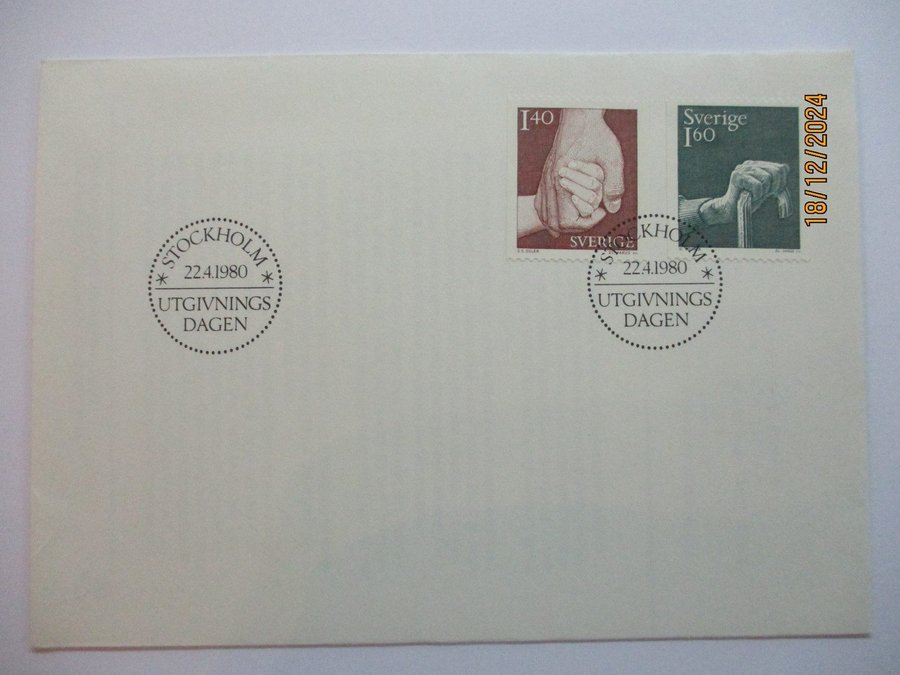 1.40
SVERIGE
Sverige
1.60
18/12/2024
STOCKHOLM
22.4.1980
UTGIVNINGS
DAGEN
STOCKHOLM
22.4.1980
UTGIVNINGS
DAGEN